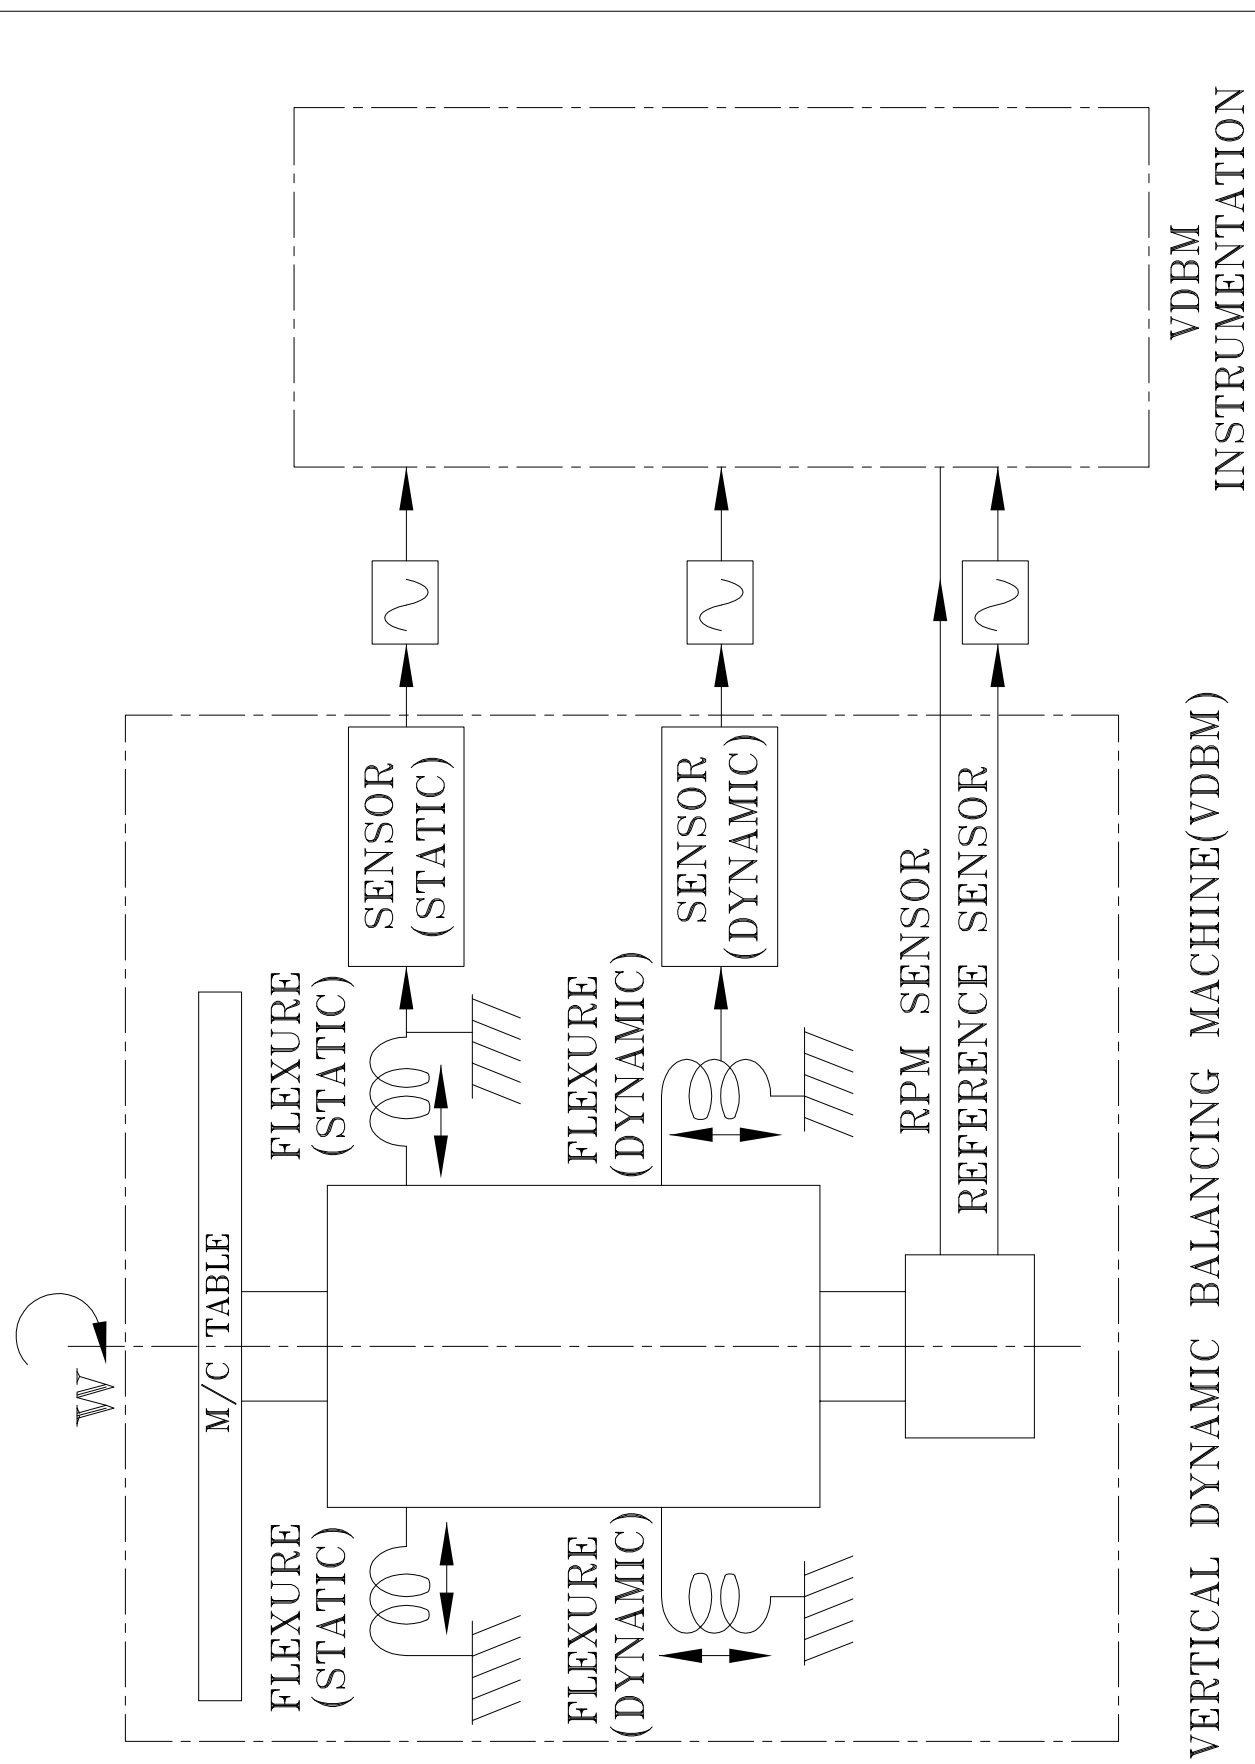 W
M/C TABLE
FLEXURE
(STATIC)
FLEXURE
(STATIC)
SENSOR
(STATIC)
FLEXURE
(DYNAMIC)
FLEXURE
(DYNAMIC)
SENSOR
(DYNAMIC)
RPM SENSOR
REFERENCE SENSOR
VERTICAL DYNAMIC BALANCING MACHINE(VDBM)
VDBM
INSTRUMENTATION